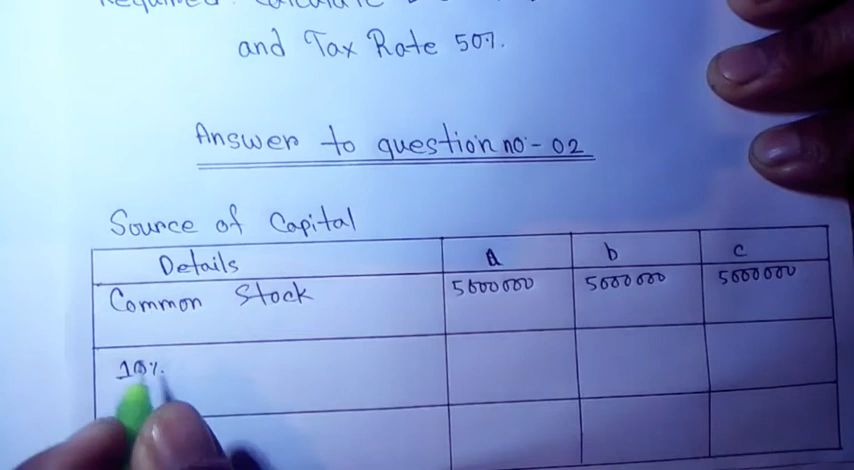 and Tax Rate 50%.
Answer to question no - 02
Source of Capital
Details a b c
Common Stock 5000000 5000000 5000000
10%